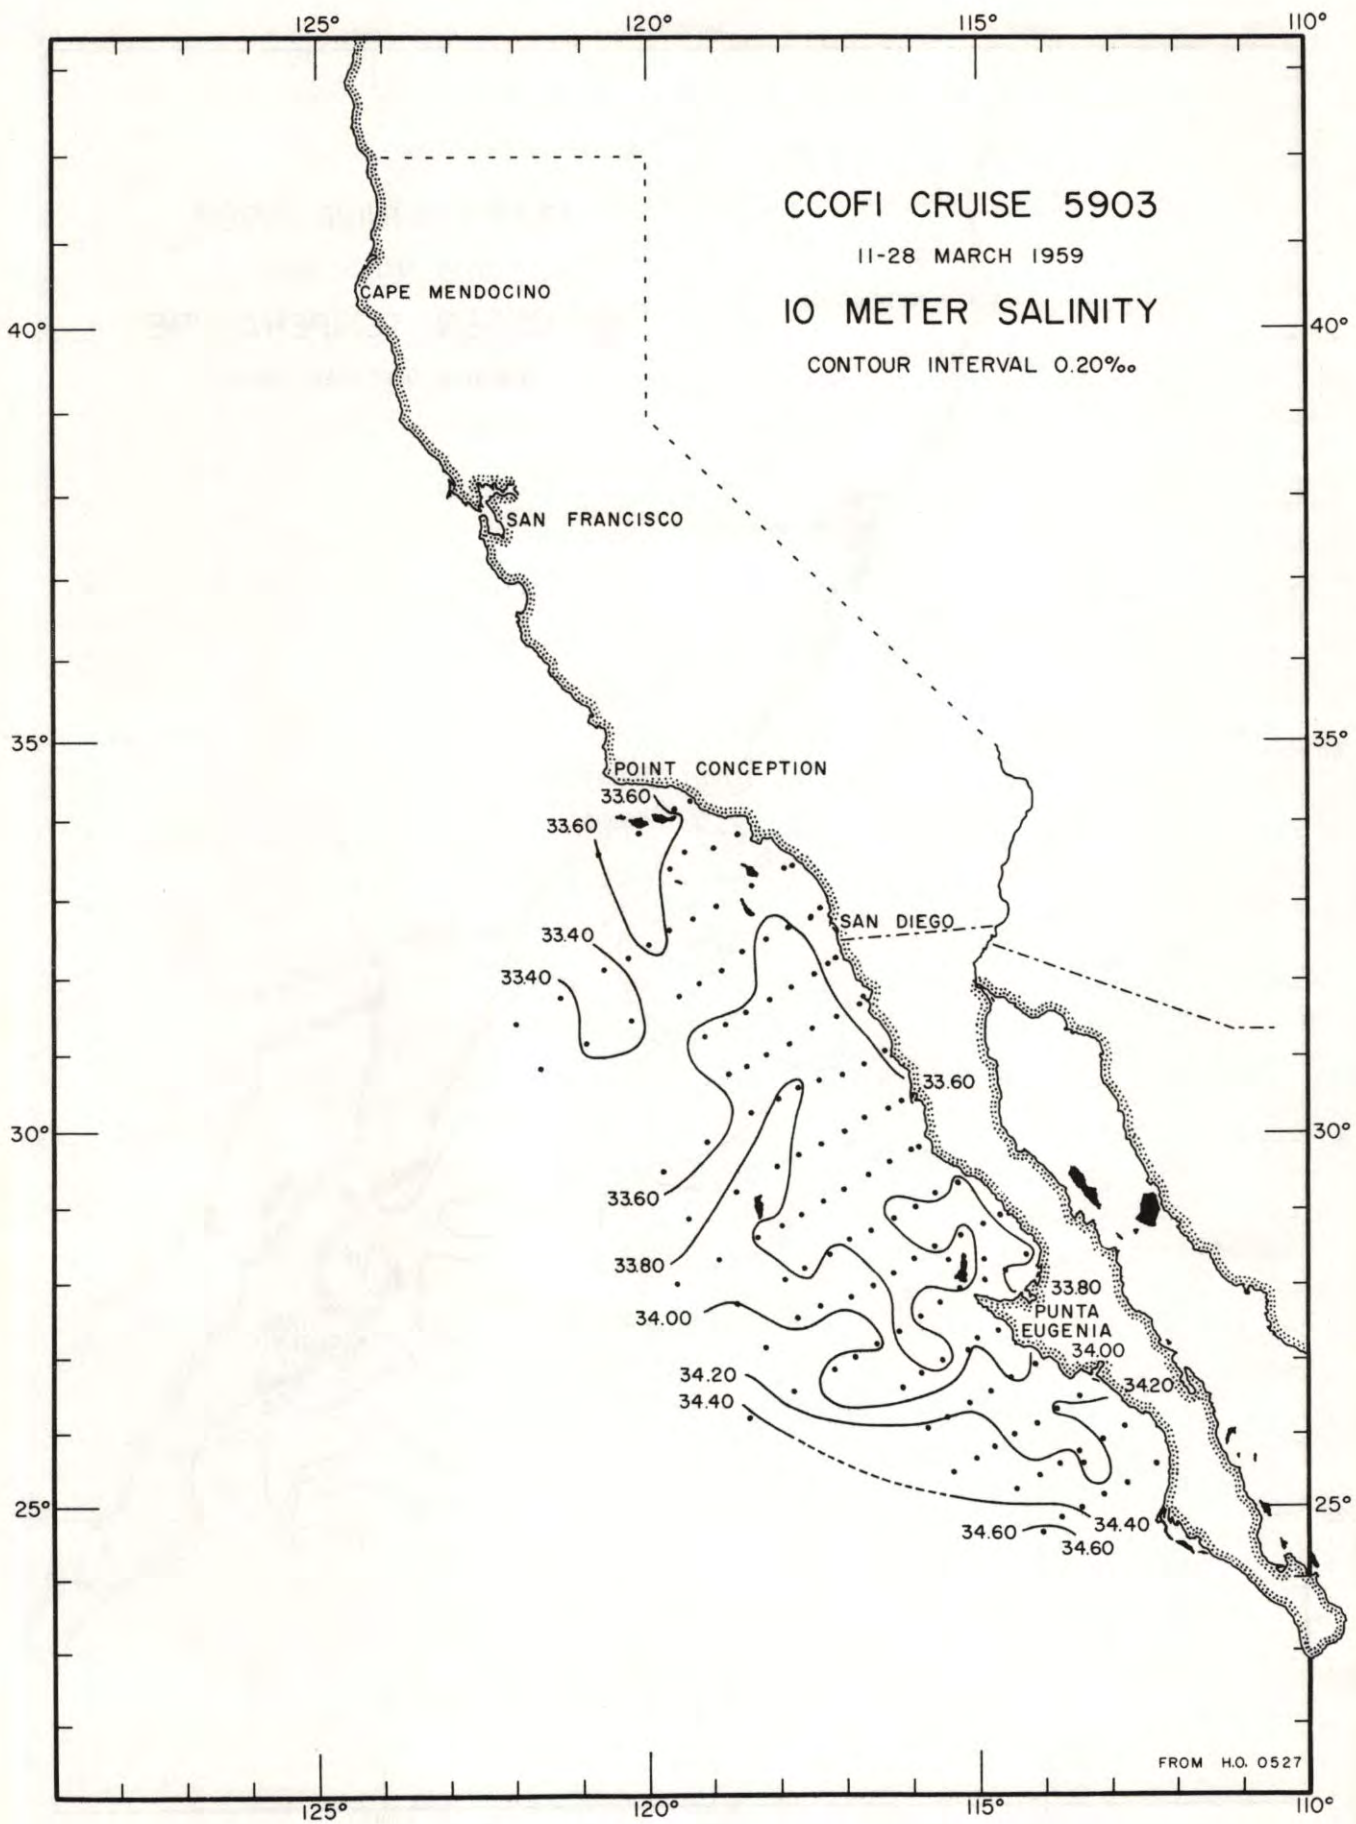 125° 120° 115° 110°
CCOFI CRUISE 5903
11-28 MARCH 1959
CAPE MENDOCINO
10 METER SALINITY
40° 40°
CONTOUR INTERVAL 0.20‰
SAN FRANCISCO
35° 35°
POINT CONCEPTION
33.60
33.60
SAN DIEGO
33.40
33.40
33.60
30° 30°
33.60
33.80
33.80
34.00
PUNTA
EUGENIA
34.00
34.20
34.20
34.40
25° 25°
34.60
34.40
34.60
FROM H.O. 0527
125° 120° 115° 110°